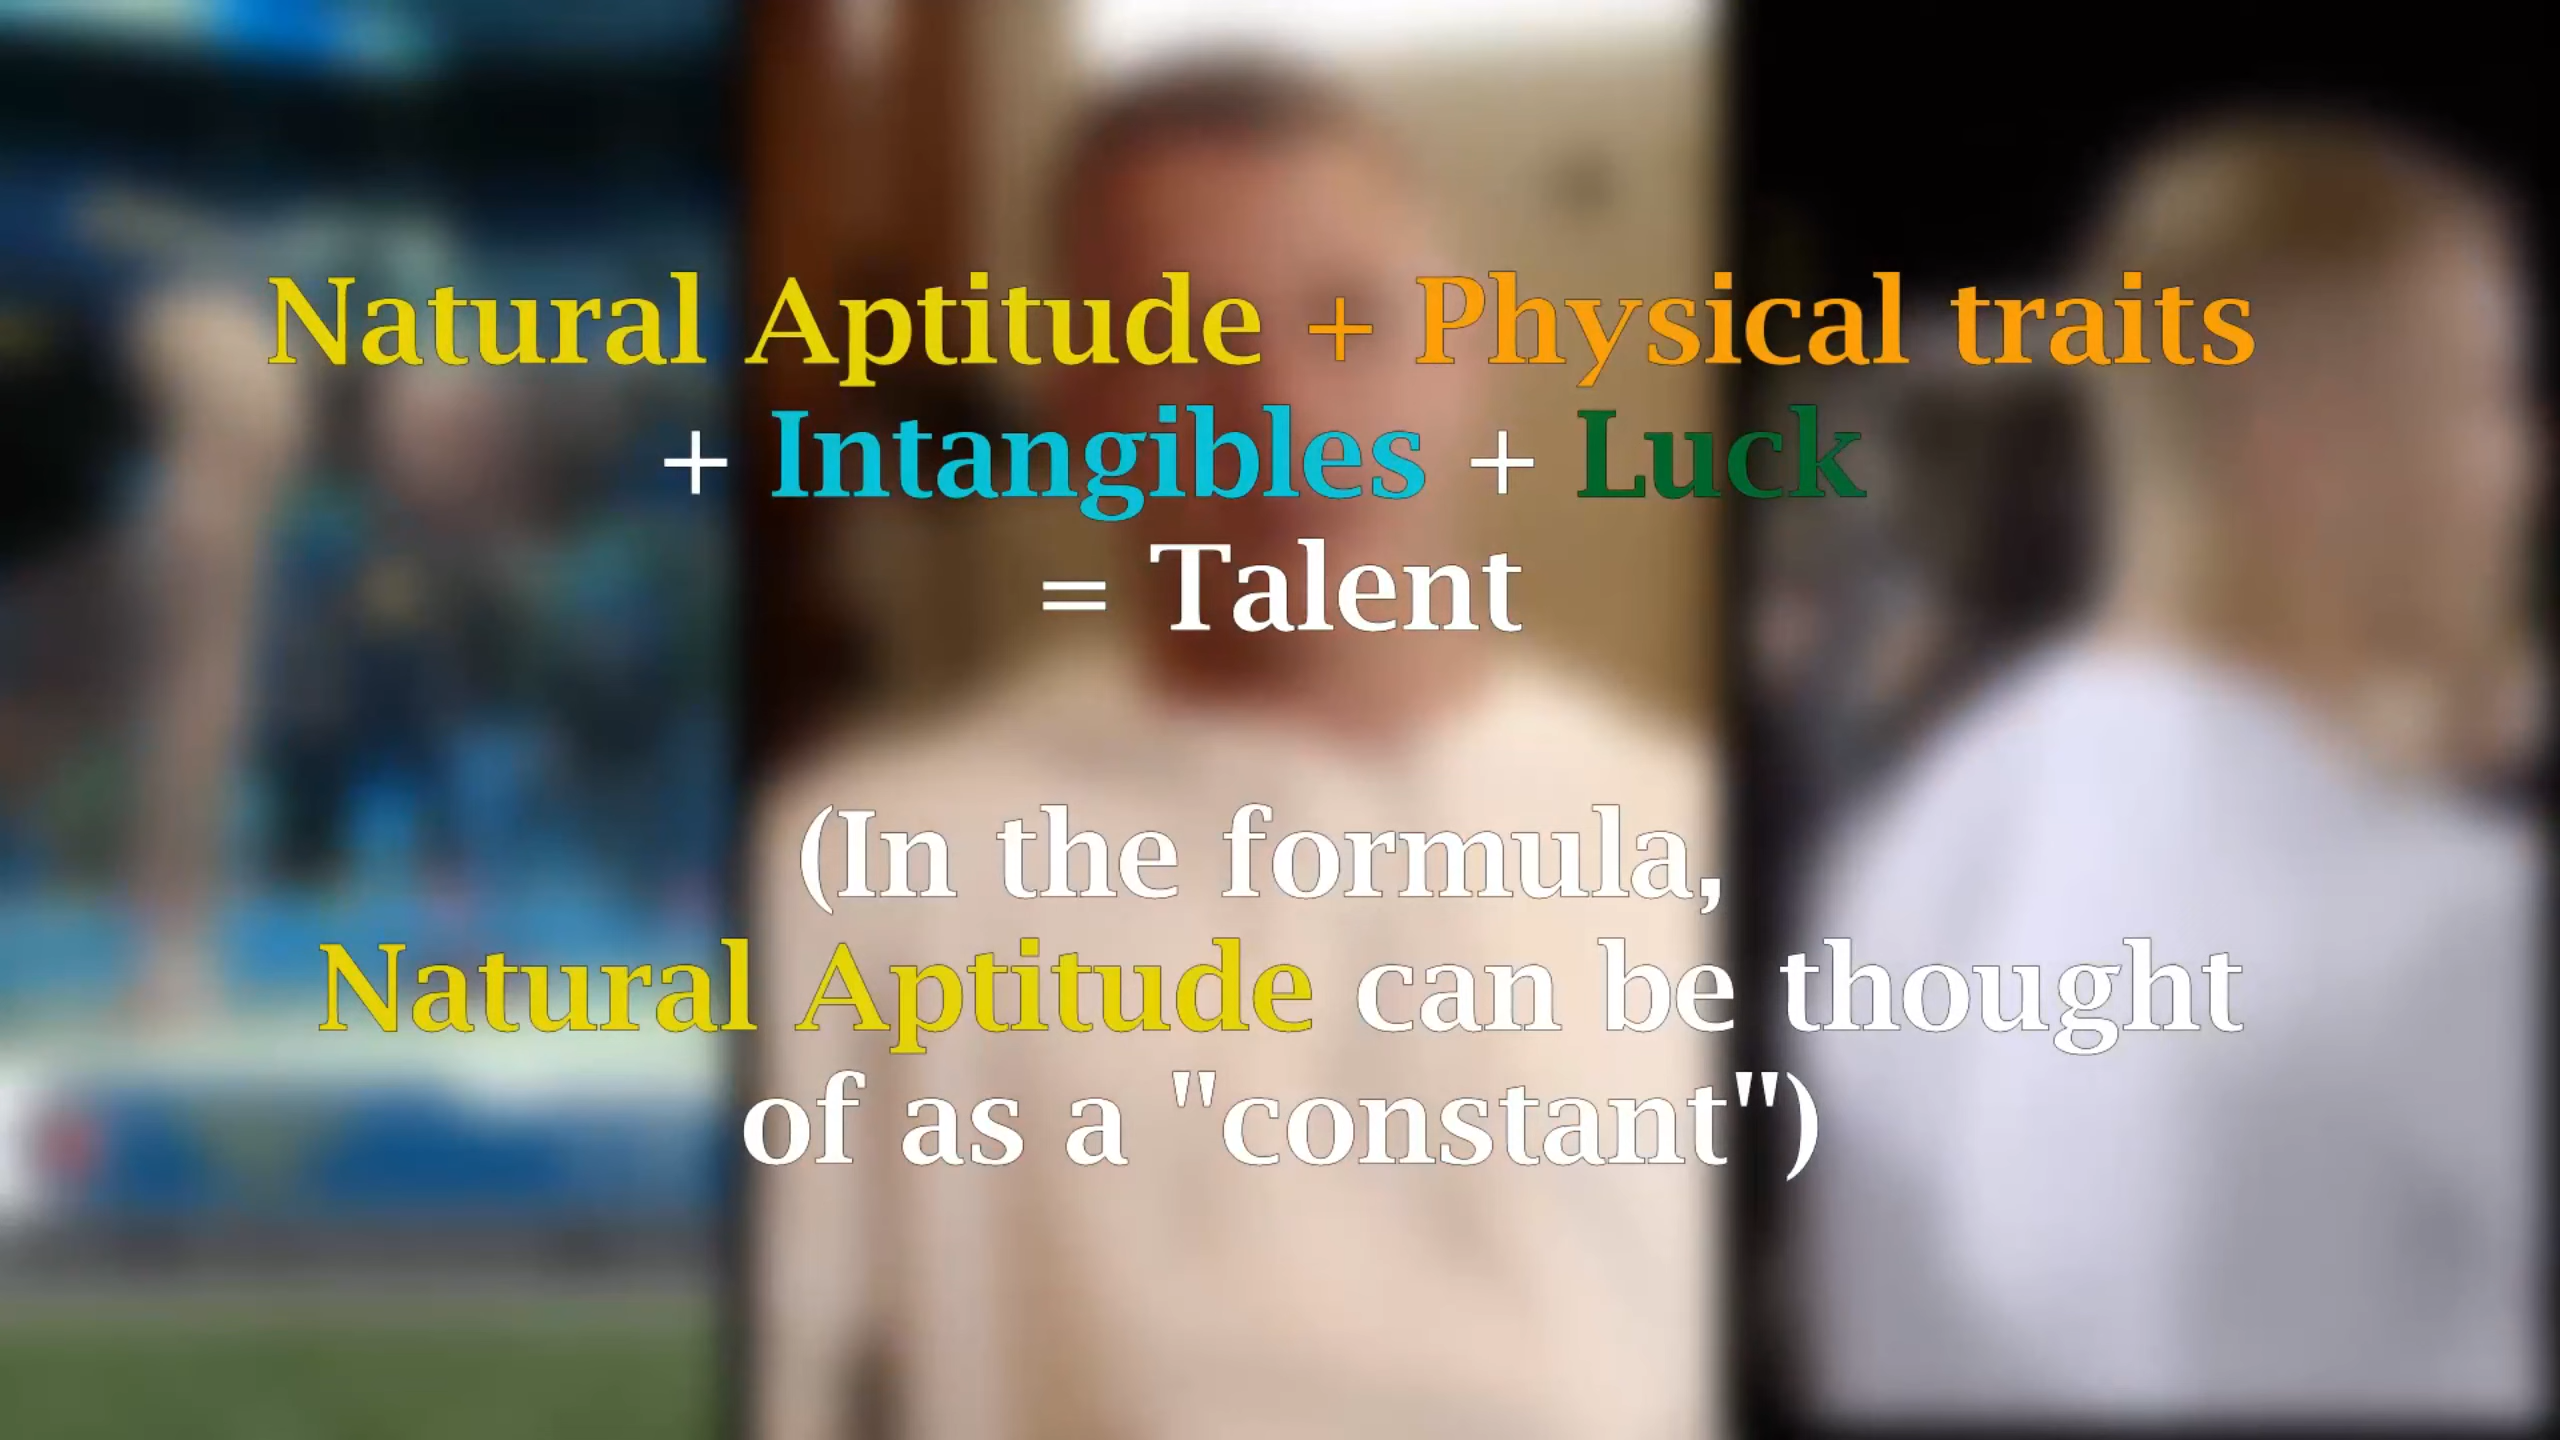 Natural Aptitude + Physical traits
+ Intangibles + Luck
= Talent
(In the formula,
Natural Aptitude can be thought
of as a "constant")